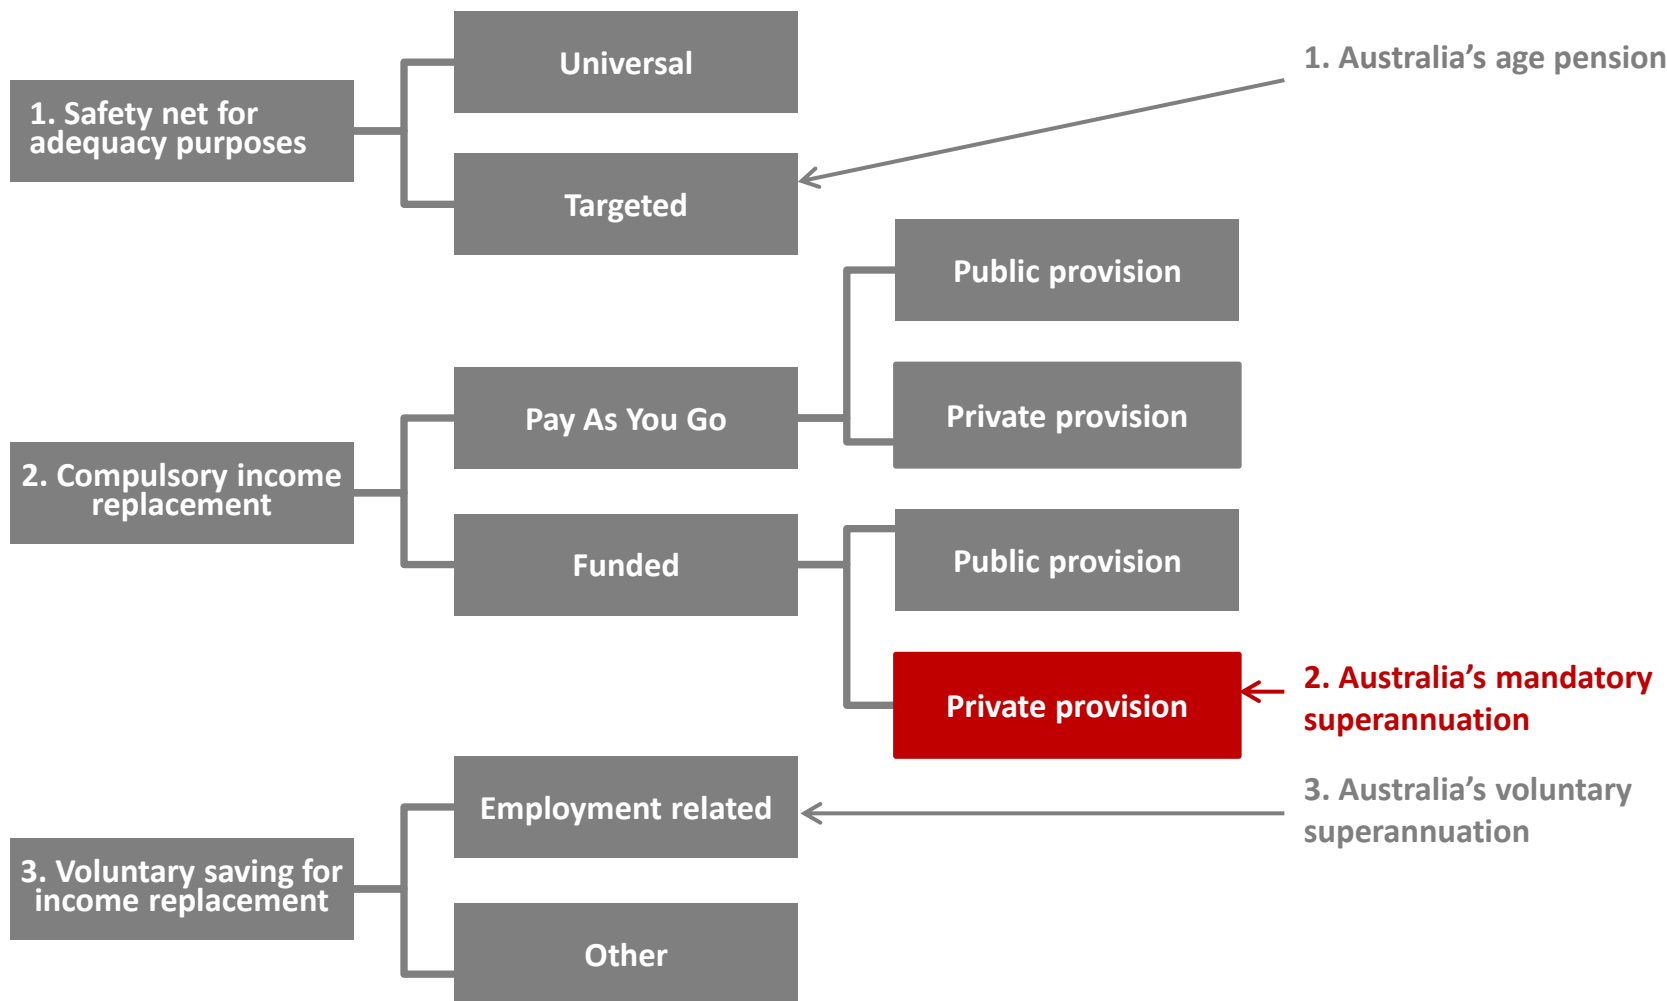 Universal
1. Australia’s age pension
1. Safety net for
adequacy purposes
Targeted
Public provision
Pay As You Go
Private provision
2. Compulsory income
replacement
Funded
Public provision
Private provision
2. Australia’s mandatory
superannuation
Employment related
3. Australia’s voluntary
superannuation
3. Voluntary saving for
income replacement
Other